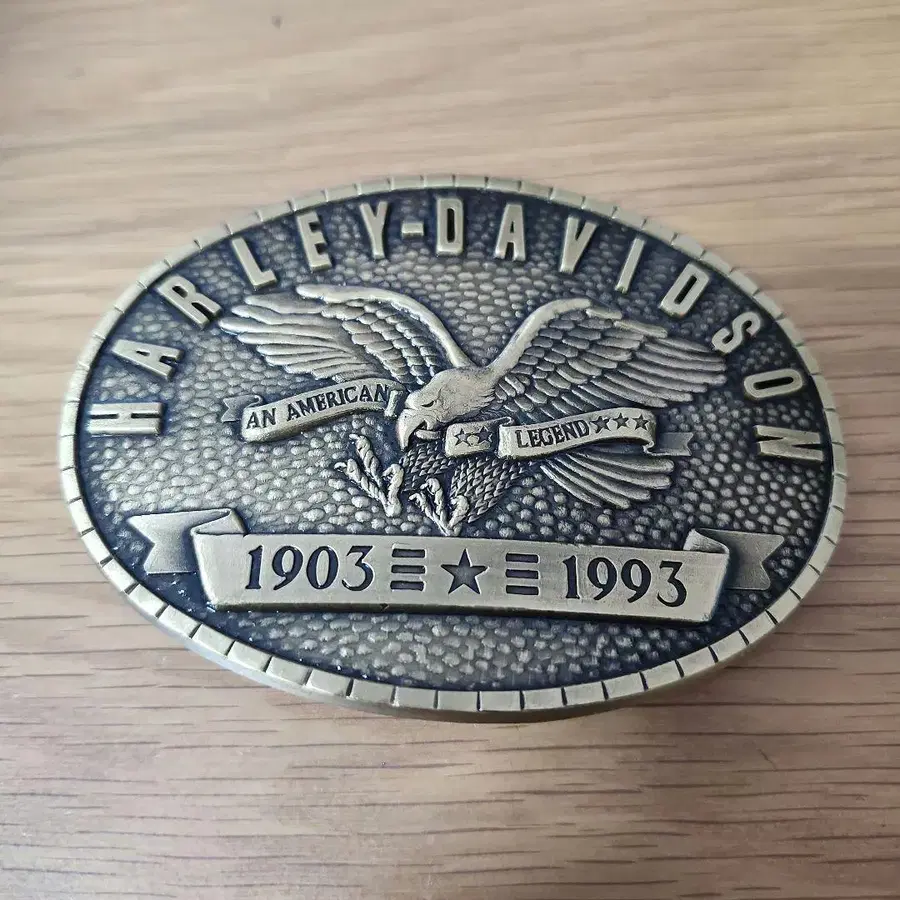 HARLEY-DAVIDSON
AN AMERICAN
LEGEND
1903 1993